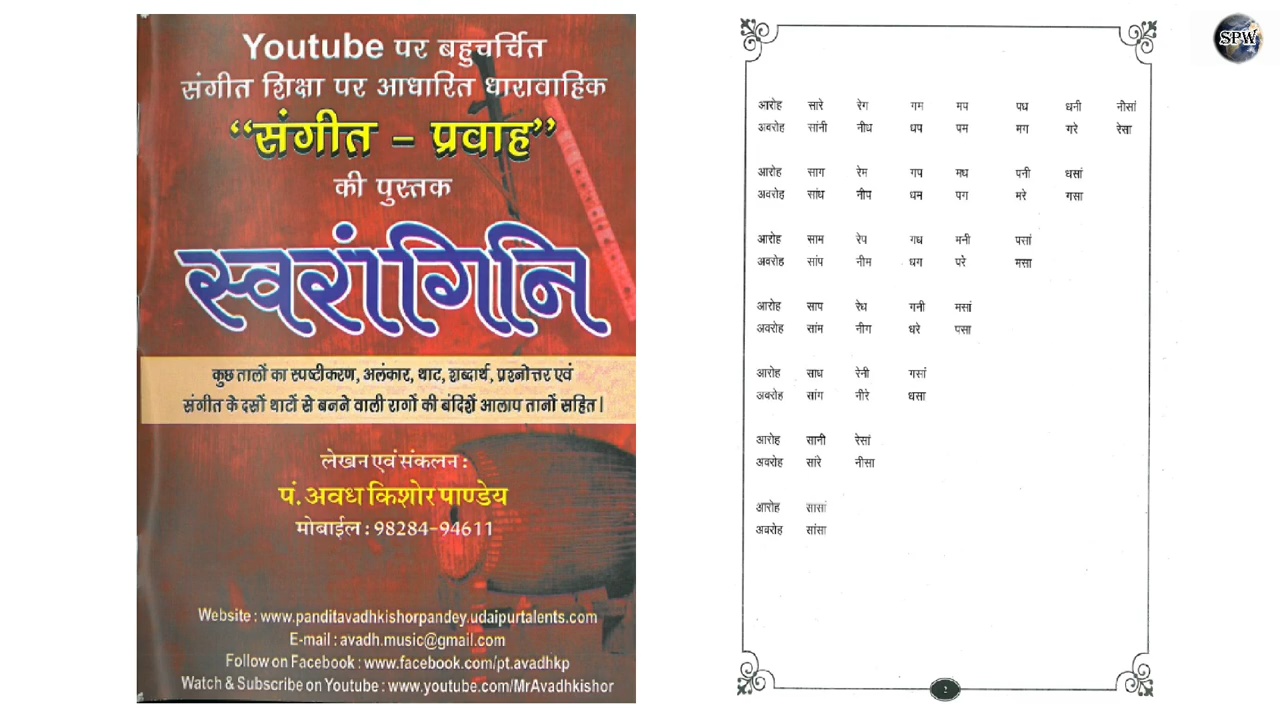 Youtube पर बहुचर्चित
संगीत शिक्षा पर आधारित धारावाहिक
“संगीत – प्रवाह”
की पुस्तक
स्वरांगिनि
कुछ तालों का स्पष्टीकरण, अलंकार, थाट, शब्दार्थ, प्रश्नोत्तर एवं
संगीत के दसों थाटों से बनने वाली रागों की बंदिशें आलाप तानों सहित।
लेखन एवं संकलन :
पं. अवध किशोर पाण्डेय
मोबाईल : 98284-94611
Website : www.panditavadhkishorpandey.udaipurtalents.com
E-mail : avadh.music@gmail.com
Follow on Facebook : www.facebook.com/pt.avadhkp
Watch & Subscribe on Youtube : www.youtube.com/MrAvadhkishor
SPW
आरोह सारे रेग गम मप पध धनी नीसां
अवरोह सांनी नीध धप पम मग गरे रेसा
आरोह साग रेम गप मध पनी धसां
अवरोह सांध नीप धम पग मरे गसा
आरोह साम रेप गध मनी पसां
अवरोह सांप नीम धग परे मसा
आरोह साप रेध गनी मसां
अवरोह सांम नीग धरे पसा
आरोह साध रेनी गसां
अवरोह सांग नीरे धसा
आरोह सानी रेसां
अवरोह सांरे नीसा
आरोह सासां
अवरोह सांसा
2